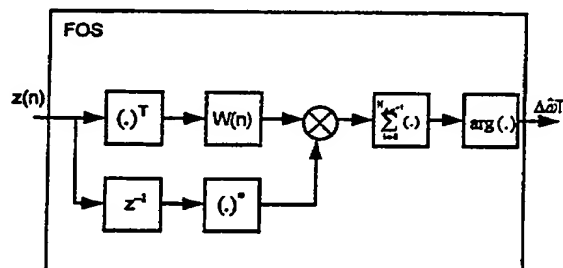 FOS
z(n)
(.)^T
W(n)
(.)
arg (.)
Δω̂T
z^-1
(.)*